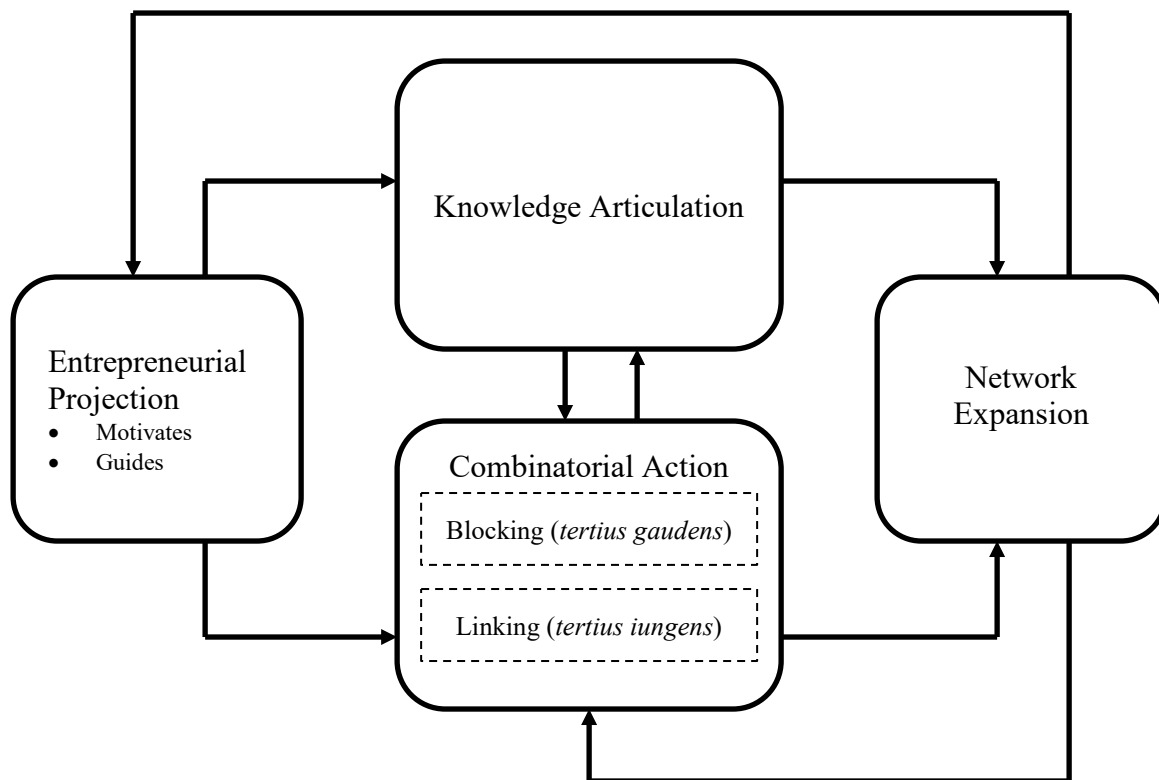 Knowledge Articulation
Entrepreneurial
Projection
• Motivates
• Guides
Network
Expansion
Combinatorial Action
Blocking (tertius gaudens)
Linking (tertius iungens)